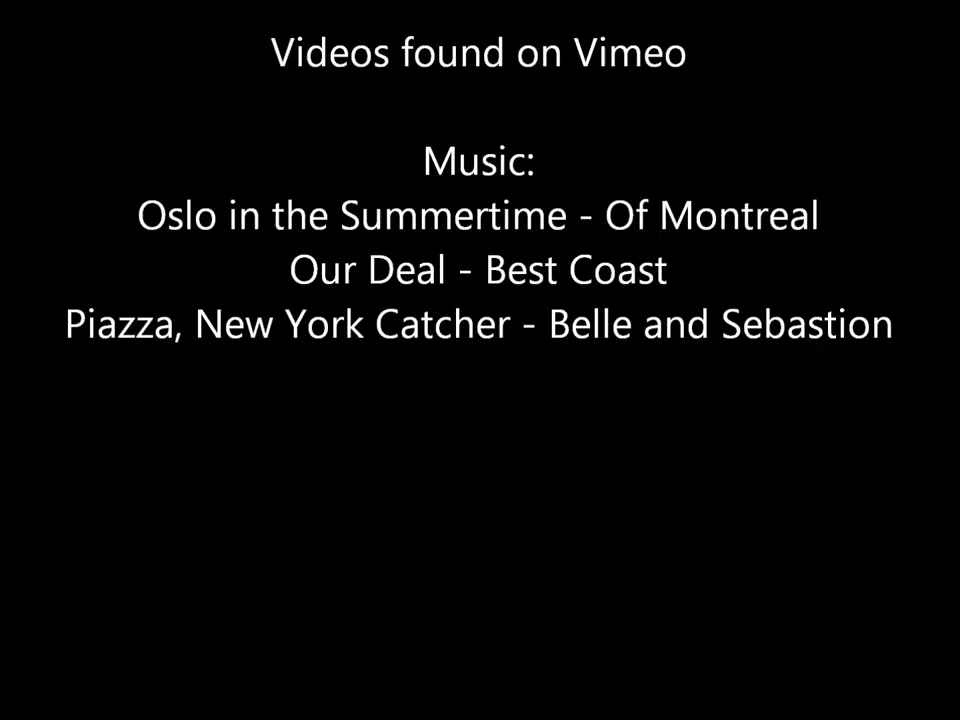 Videos found on Vimeo
Music:
Oslo in the Summertime - Of Montreal
Our Deal - Best Coast
Piazza, New York Catcher - Belle and Sebastion